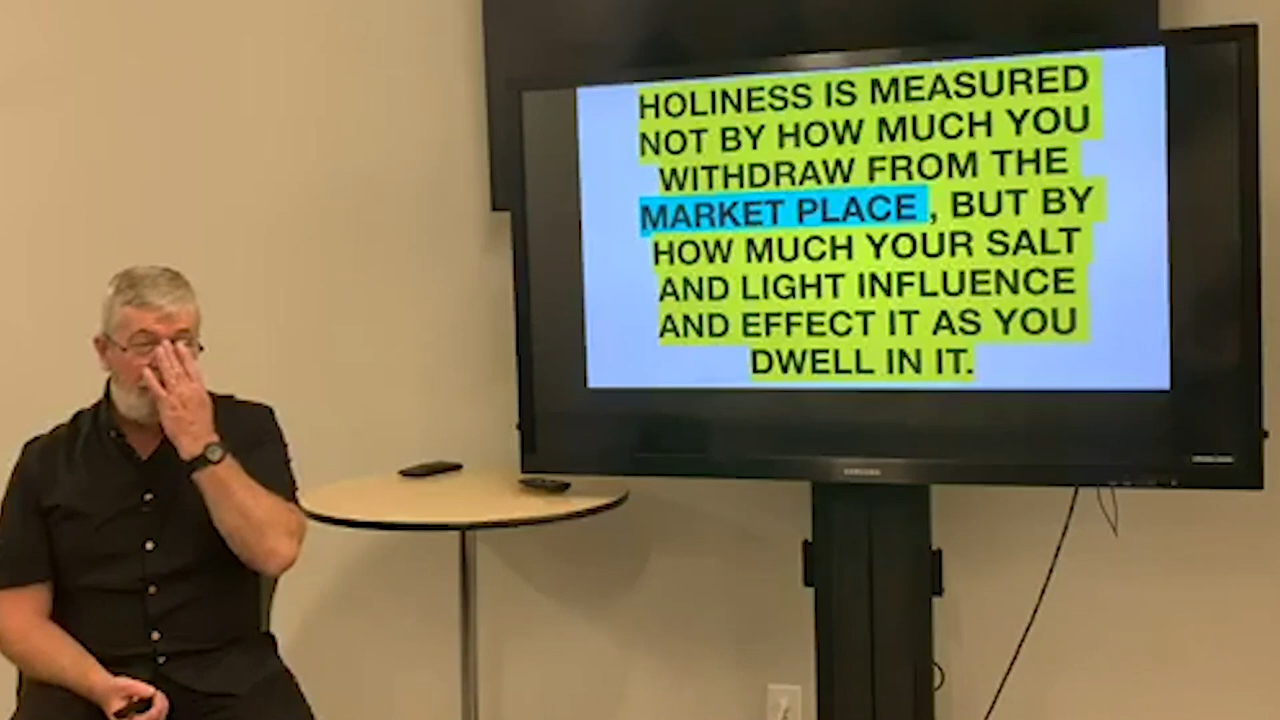 HOLINESS IS MEASURED
NOT BY HOW MUCH YOU
WITHDRAW FROM THE
MARKET PLACE , BUT BY
HOW MUCH YOUR SALT
AND LIGHT INFLUENCE
AND EFFECT IT AS YOU
DWELL IN IT.
SAMSUNG